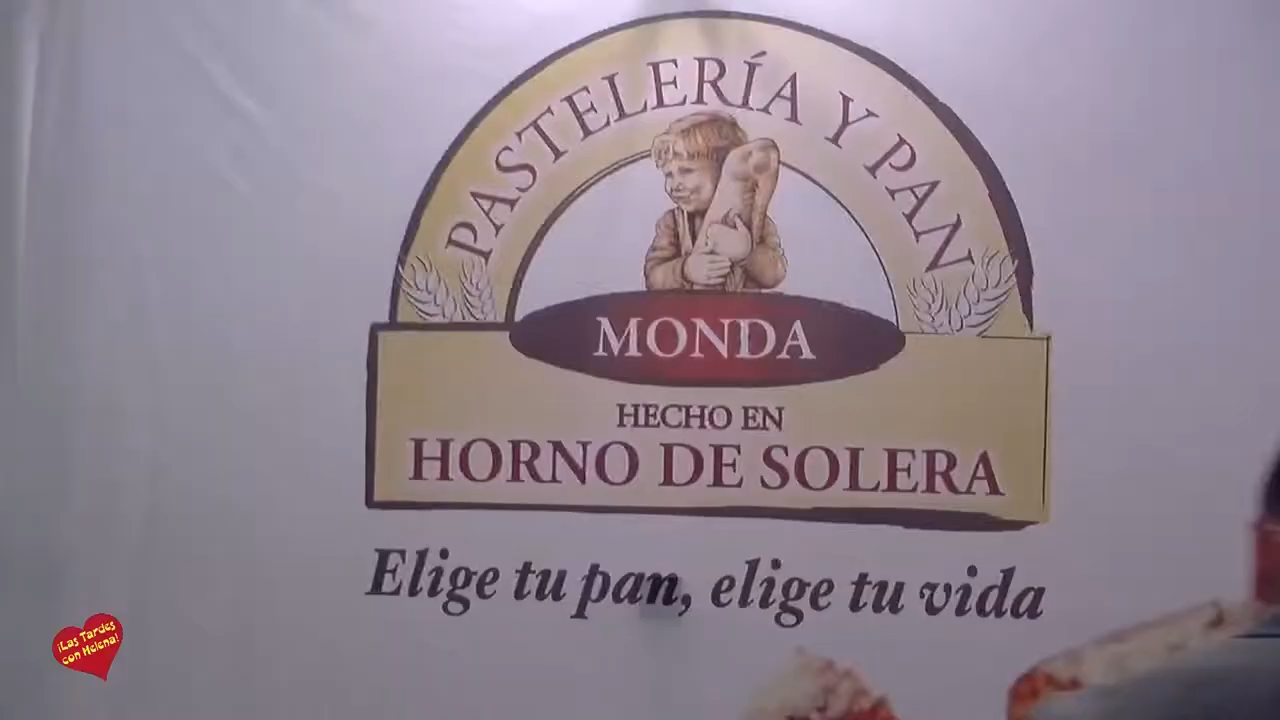 PASTELERÍA Y PAN
MONDA
HECHO EN
HORNO DE SOLERA
Elige tu pan, elige tu vida
¡Las Tardes
con Helena!